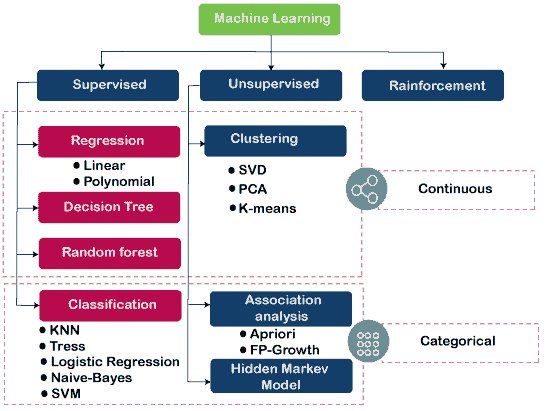 Machine Learning
Supervised
Unsupervised
Rainforcement
Regression
Linear
Polynomial
Decision Tree
Random forest
Clustering
SVD
PCA
K-means
Continuous
Classification
KNN
Tress
Logistic Regression
Naive-Bayes
SVM
Association
analysis
Apriori
FP-Growth
Hidden Markev
Model
Categorical